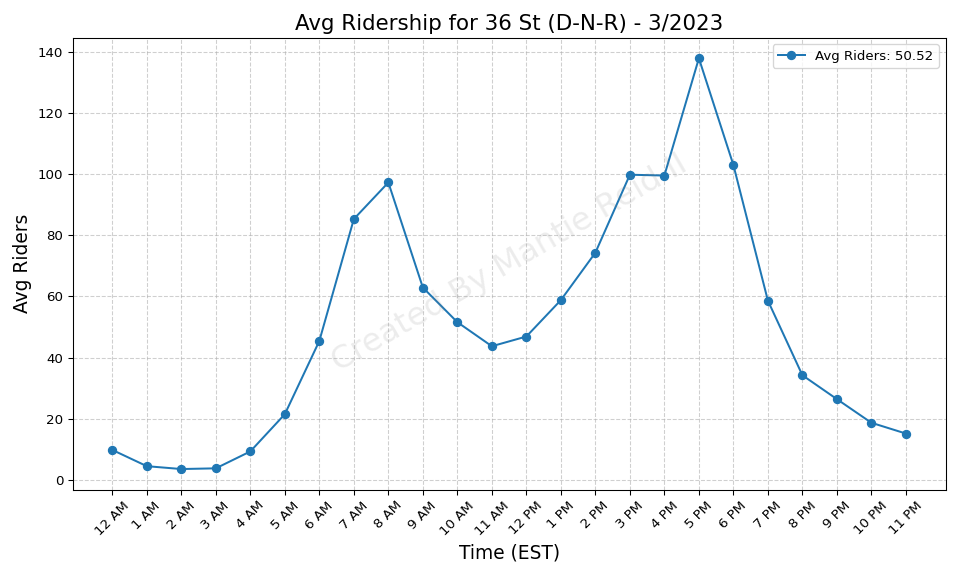 Avg Ridership for 36 St (D-N-R) - 3/2023
Avg Riders: 50.52
Avg Riders
140
120
100
80
60
40
20
0
Created By Mantie Reidnl
12 AM
1 AM
2 AM
3 AM
4 AM
5 AM
6 AM
7 AM
8 AM
9 AM
10 AM
11 AM
12 PM
1 PM
2 PM
3 PM
4 PM
5 PM
6 PM
7 PM
8 PM
9 PM
10 PM
11 PM
Time (EST)